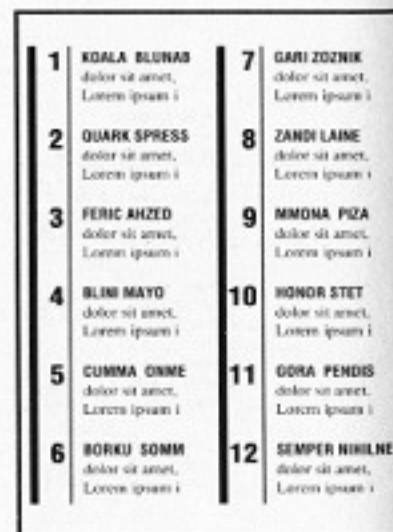 1 KOALA BLUNAB
dolor sit amet,
Lorem ipsum i
2 QUARK SPRESS
dolor sit amet,
Lorem ipsum i
3 FERIC AHZED
dolor sit amet,
Lorem ipsum i
4 BLINI MAYO
dolor sit amet,
Lorem ipsum i
5 CUMMA ONME
dolor sit amet,
Lorem ipsum i
6 BORKU SOMM
dolor sit amet,
Lorem ipsum i
7 GARI ZOZNIK
dolor sit amet,
Lorem ipsum i
8 ZANDI LAINE
dolor sit amet,
Lorem ipsum i
9 MMONA PIZA
dolor sit amet,
Lorem ipsum i
10 HONOR STET
dolor sit amet,
Lorem ipsum i
11 GORA PENDIS
dolor sit amet,
Lorem ipsum i
12 SEMPER NIHILNE
dolor sit amet,
Lorem ipsum i